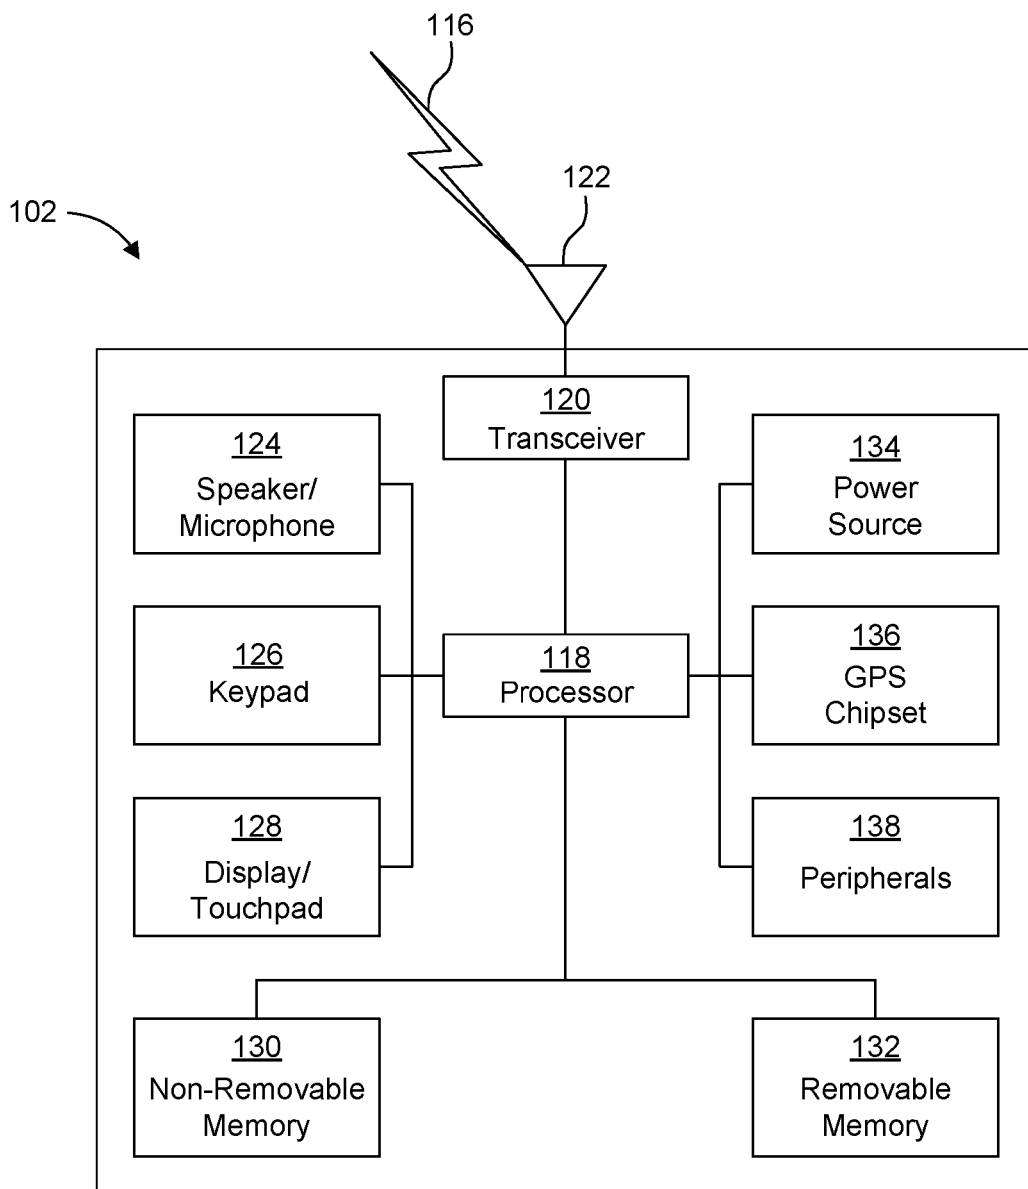 116
122
102
120
Transceiver
124
Speaker/
Microphone
134
Power
Source
126
Keypad
118
Processor
136
GPS
Chipset
128
Display/
Touchpad
138
Peripherals
130
Non-Removable
Memory
132
Removable
Memory